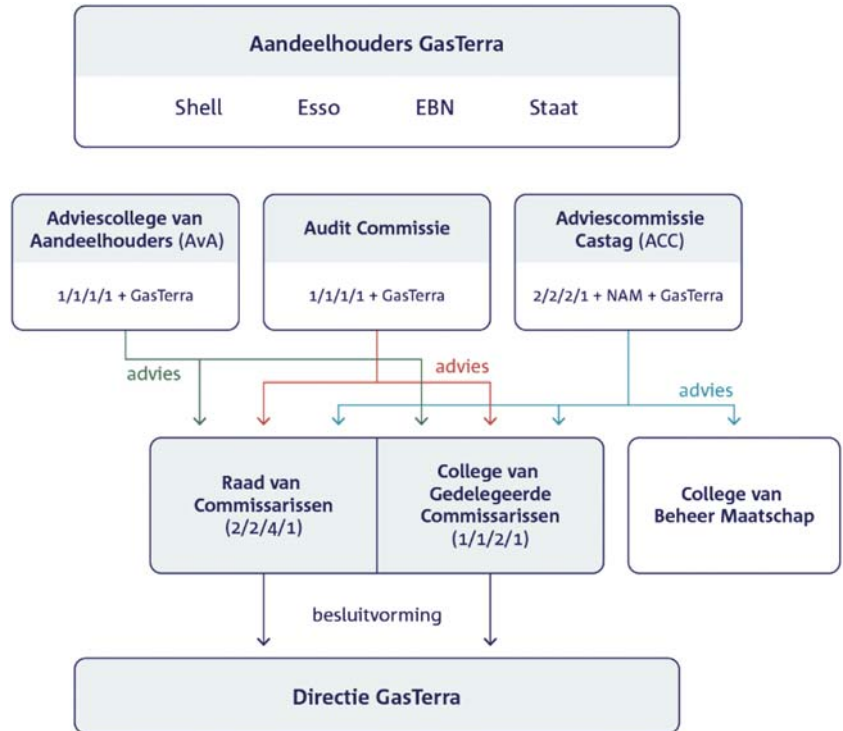 Aandeelhouders GasTerra
Shell Esso EBN Staat
Adviescollege van
Aandeelhouders (AvA)
1/1/1/1 + GasTerra
Audit Commissie
1/1/1/1 + GasTerra
Adviescommissie
Castag (ACC)
2/2/2/1 + NAM + GasTerra
advies
advies
advies
Raad van
Commissarissen
(2/2/4/1)
College van
Gedelegeerde
Commissarissen
(1/1/2/1)
College van
Beheer Maatschap
besluitvorming
Directie GasTerra